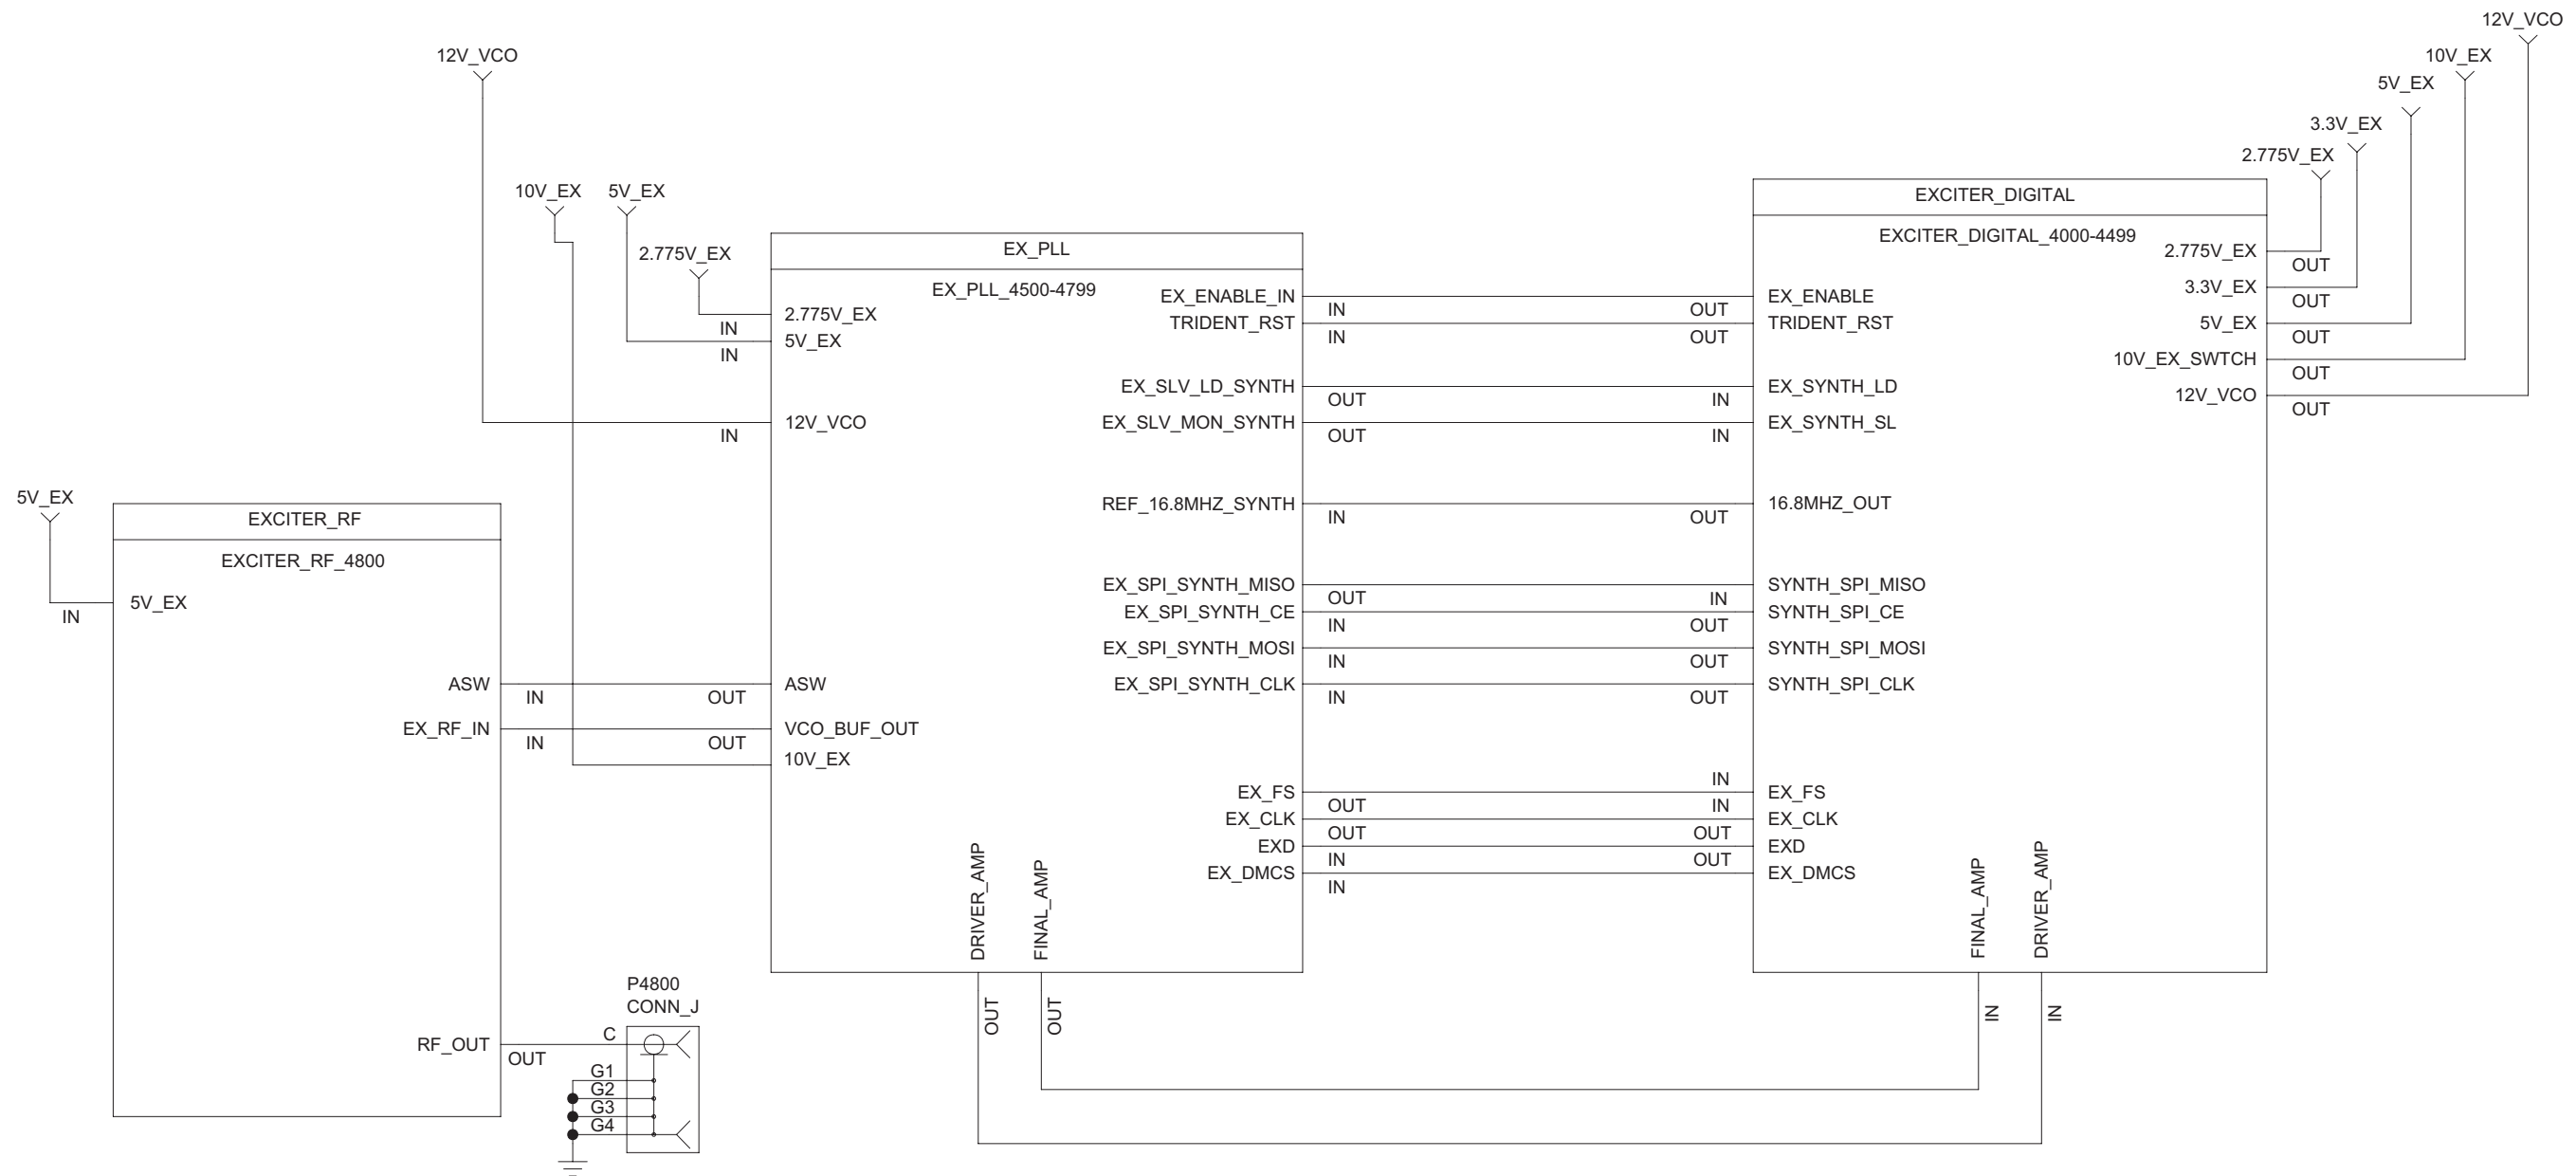 12V_VCO
10V_EX
5V_EX
2.775V_EX
5V_EX
IN
EXCITER_RF
EXCITER_RF_4800
5V_EX
ASW
IN
EX_RF_IN
IN
RF_OUT
OUT
P4800
CONN_J
C
G1
G2
G3
G4
EX_PLL
EX_PLL_4500-4799
IN
2.775V_EX
IN
5V_EX
IN
12V_VCO
OUT
ASW
OUT
VCO_BUF_OUT
10V_EX
EX_ENABLE_IN
IN
TRIDENT_RST
IN
EX_SLV_LD_SYNTH
OUT
EX_SLV_MON_SYNTH
OUT
REF_16.8MHZ_SYNTH
IN
EX_SPI_SYNTH_MISO
OUT
EX_SPI_SYNTH_CE
IN
EX_SPI_SYNTH_MOSI
IN
EX_SPI_SYNTH_CLK
IN
EX_FS
OUT
EX_CLK
OUT
EXD
IN
EX_DMCS
IN
DRIVER_AMP
OUT
FINAL_AMP
OUT
EXCITER_DIGITAL
EXCITER_DIGITAL_4000-4499
OUT
EX_ENABLE
OUT
TRIDENT_RST
IN
EX_SYNTH_LD
IN
EX_SYNTH_SL
OUT
16.8MHZ_OUT
IN
SYNTH_SPI_MISO
OUT
SYNTH_SPI_CE
OUT
SYNTH_SPI_MOSI
OUT
SYNTH_SPI_CLK
IN
EX_FS
IN
EX_CLK
OUT
EXD
OUT
EX_DMCS
FINAL_AMP
IN
DRIVER_AMP
IN
2.775V_EX
OUT
3.3V_EX
OUT
5V_EX
OUT
10V_EX_SWTCH
OUT
12V_VCO
OUT
12V_VCO
10V_EX
5V_EX
3.3V_EX
2.775V_EX